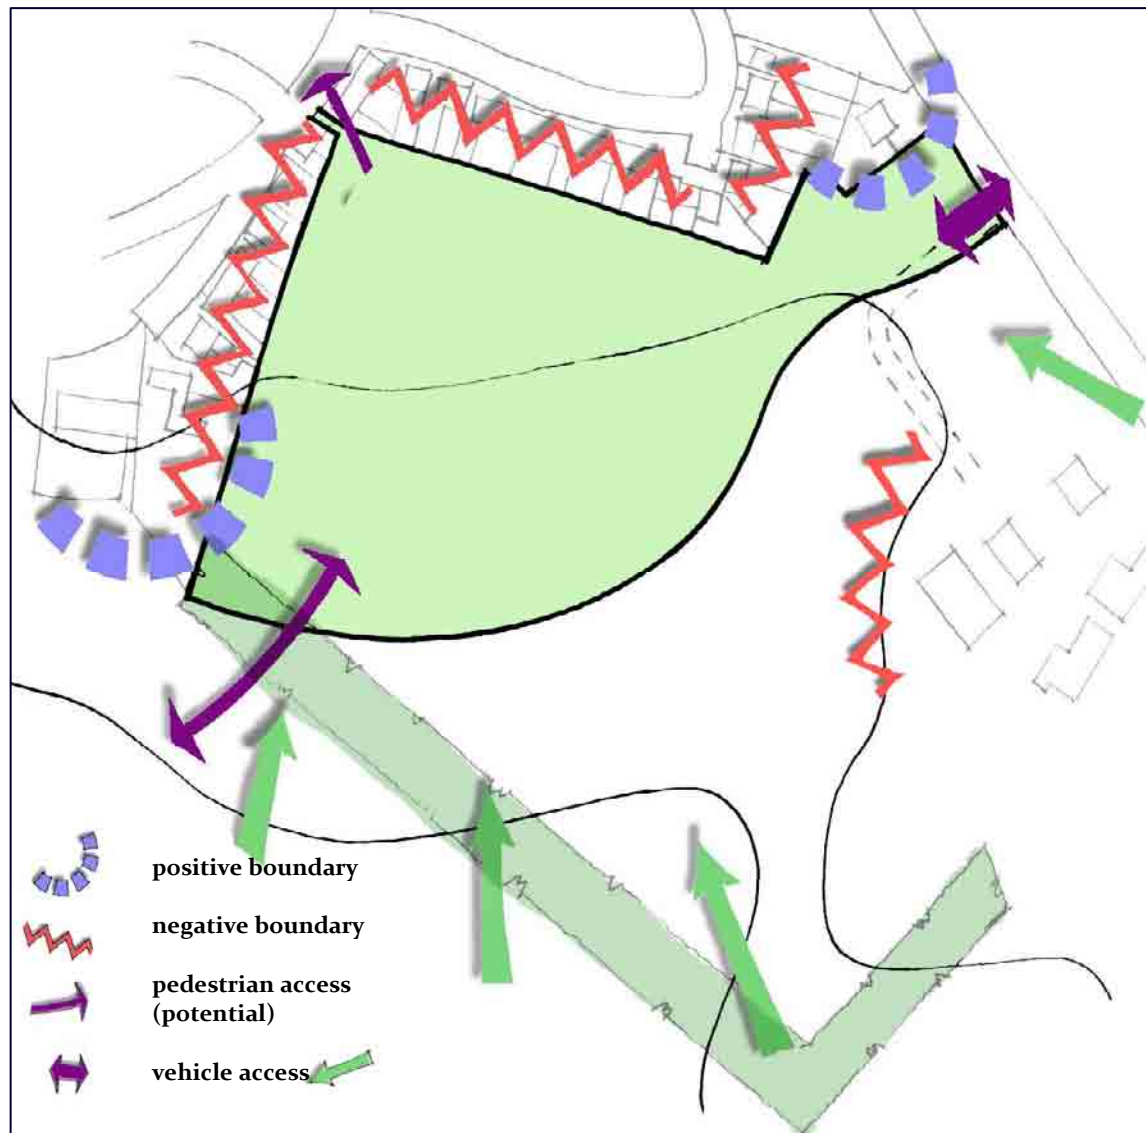 positive boundary
negative boundary
pedestrian access
(potential)
vehicle access